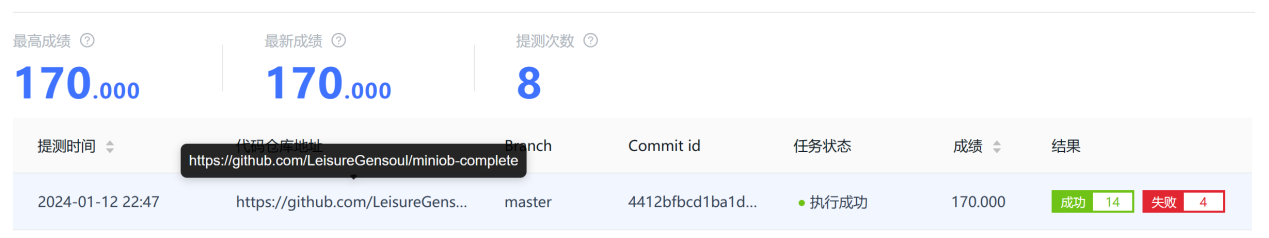 最高成绩 最新成绩 提测次数
170.000 170.000 8
提测时间 代码仓库地址 Branch Commit id 任务状态 成绩 结果
https://github.com/LeisureGensoul/miniob-complete
2024-01-12 22:47 https://github.com/LeisureGens... master 4412bfbcd1ba1d... 执行成功 170.000 成功 14 失败 4